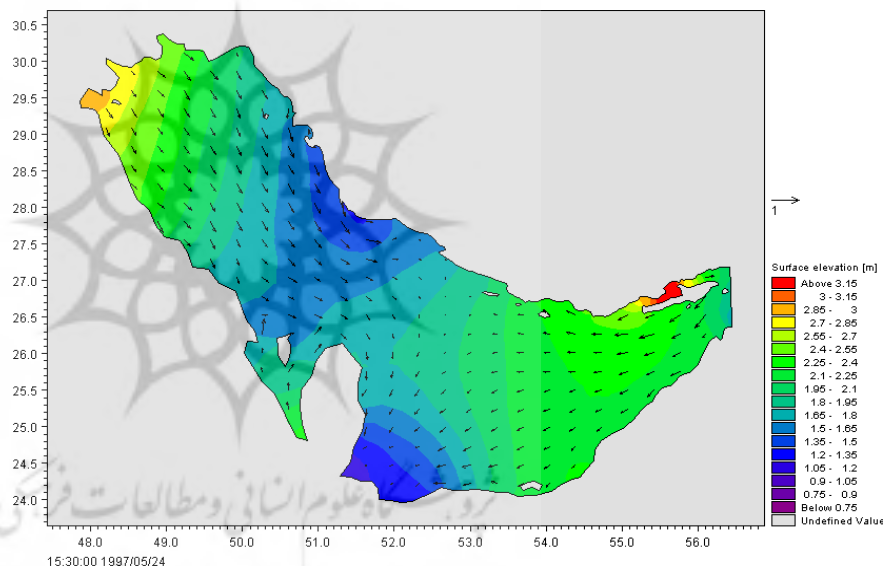 30.5
30.0
29.5
29.0
28.5
28.0
27.5
27.0
26.5
26.0
25.5
25.0
24.5
24.0
48.0 49.0 50.0 51.0 52.0 53.0 54.0 55.0 56.0
15:30:00 1997/05/24
1
Surface elevation [m]
Above 3.15
3 - 3.15
2.85 - 3
2.7 - 2.85
2.55 - 2.7
2.4 - 2.55
2.25 - 2.4
2.1 - 2.25
1.95 - 2.1
1.8 - 1.95
1.65 - 1.8
1.5 - 1.65
1.35 - 1.5
1.2 - 1.35
1.05 - 1.2
0.9 - 1.05
0.75 - 0.9
Below 0.75
Undefined Value
علوم انسانی و مطالعات